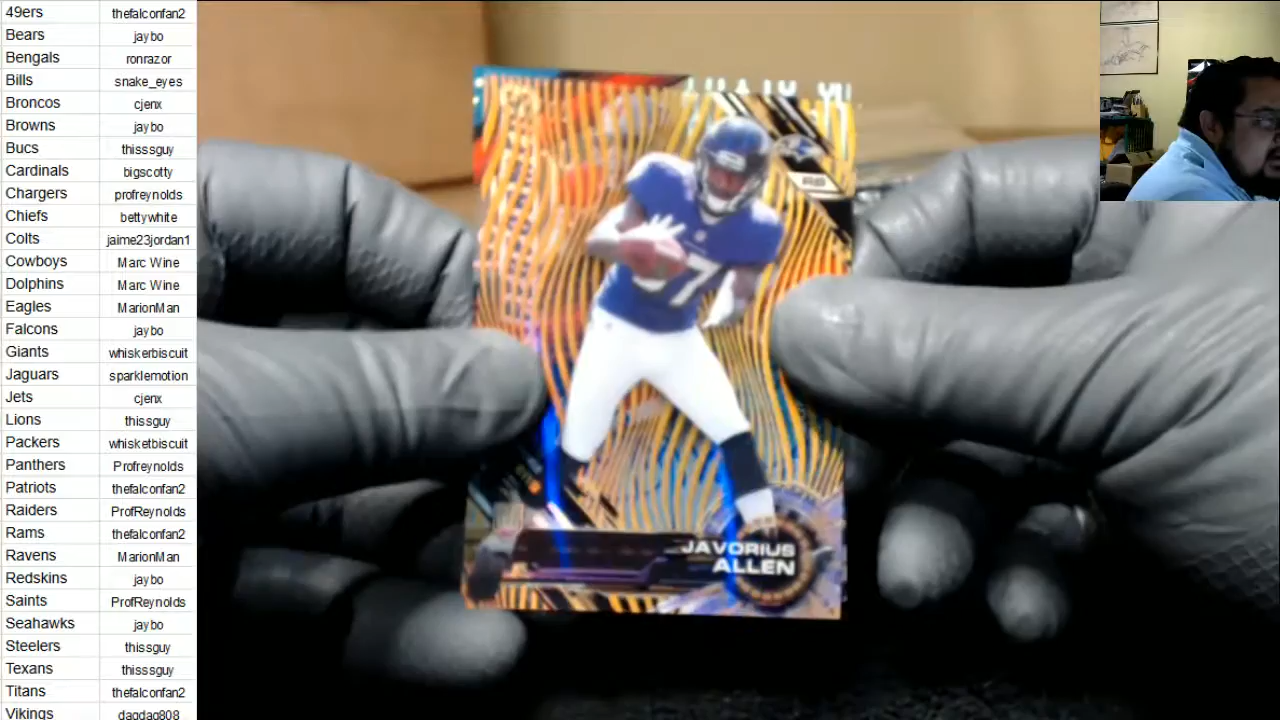 49ers thefalconfan2
Bears jaybo
Bengals ronrazor
Bills snake_eyes
Broncos cjenx
Browns jaybo
Bucs thisssguy
Cardinals bigscotty
Chargers profreynolds
Chiefs bettywhite
Colts jaime23jordan1
Cowboys Marc Wine
Dolphins Marc Wine
Eagles MarionMan
Falcons jaybo
Giants whiskerbiscuit
Jaguars sparklemotion
Jets cjenx
Lions thissguy
Packers whisketbiscuit
Panthers Profreynolds
Patriots thefalconfan2
Raiders ProfReynolds
Rams thefalconfan2
Ravens MarionMan
Redskins jaybo
Saints ProfReynolds
Seahawks jaybo
Steelers thissguy
Texans thisssguy
Titans thefalconfan2
Vikings dagdag808
RB
JAVORIUS
ALLEN